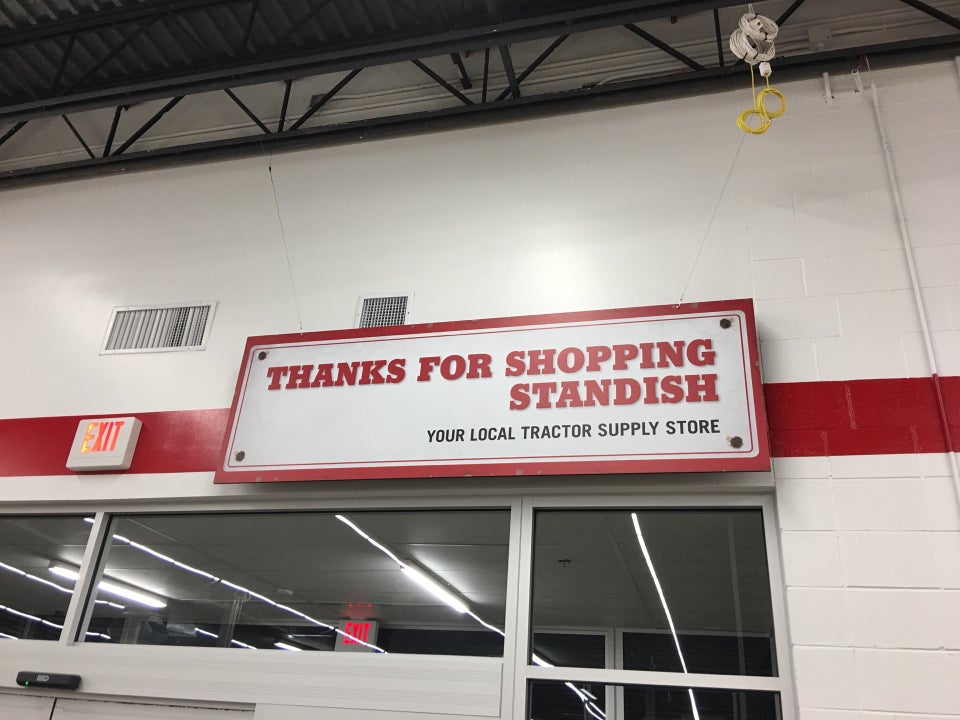 THANKS FOR SHOPPING
STANDISH
YOUR LOCAL TRACTOR SUPPLY STORE
EXIT
EXIT